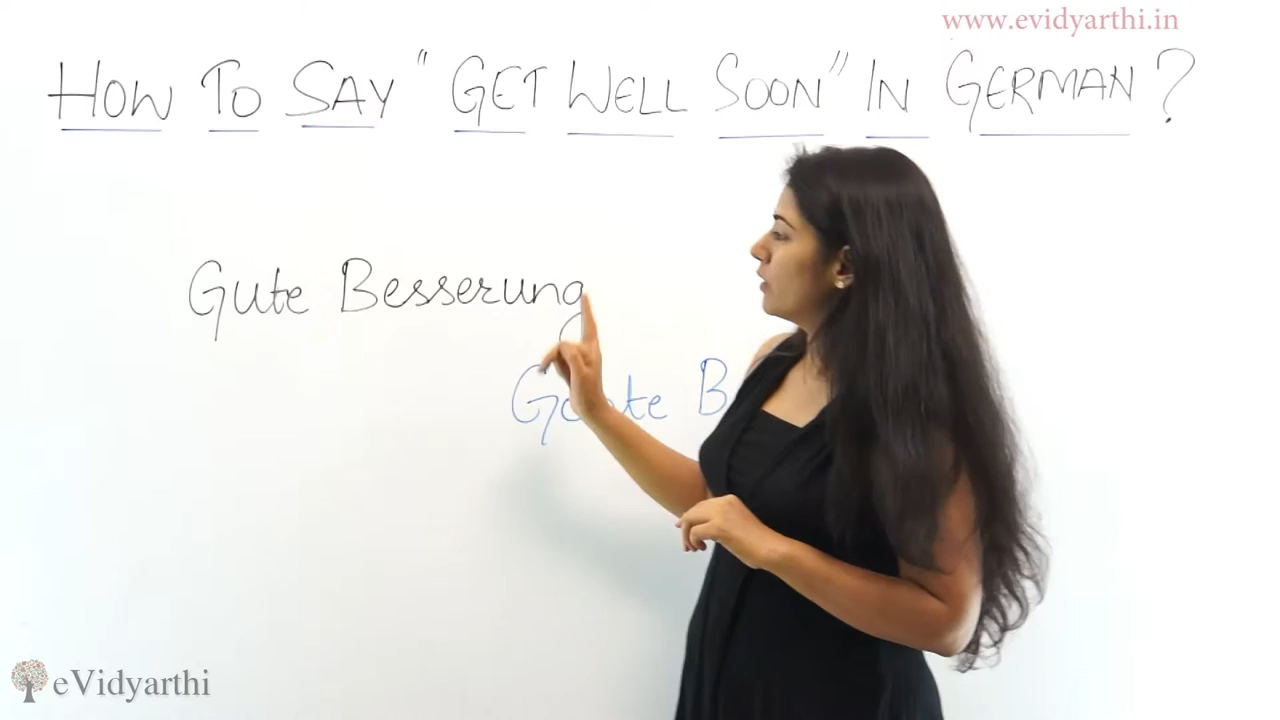 www.evidyarthi.in
HOW TO SAY "GET WELL SOON" IN GERMAN?
Gute Besserung
eVidyarthi